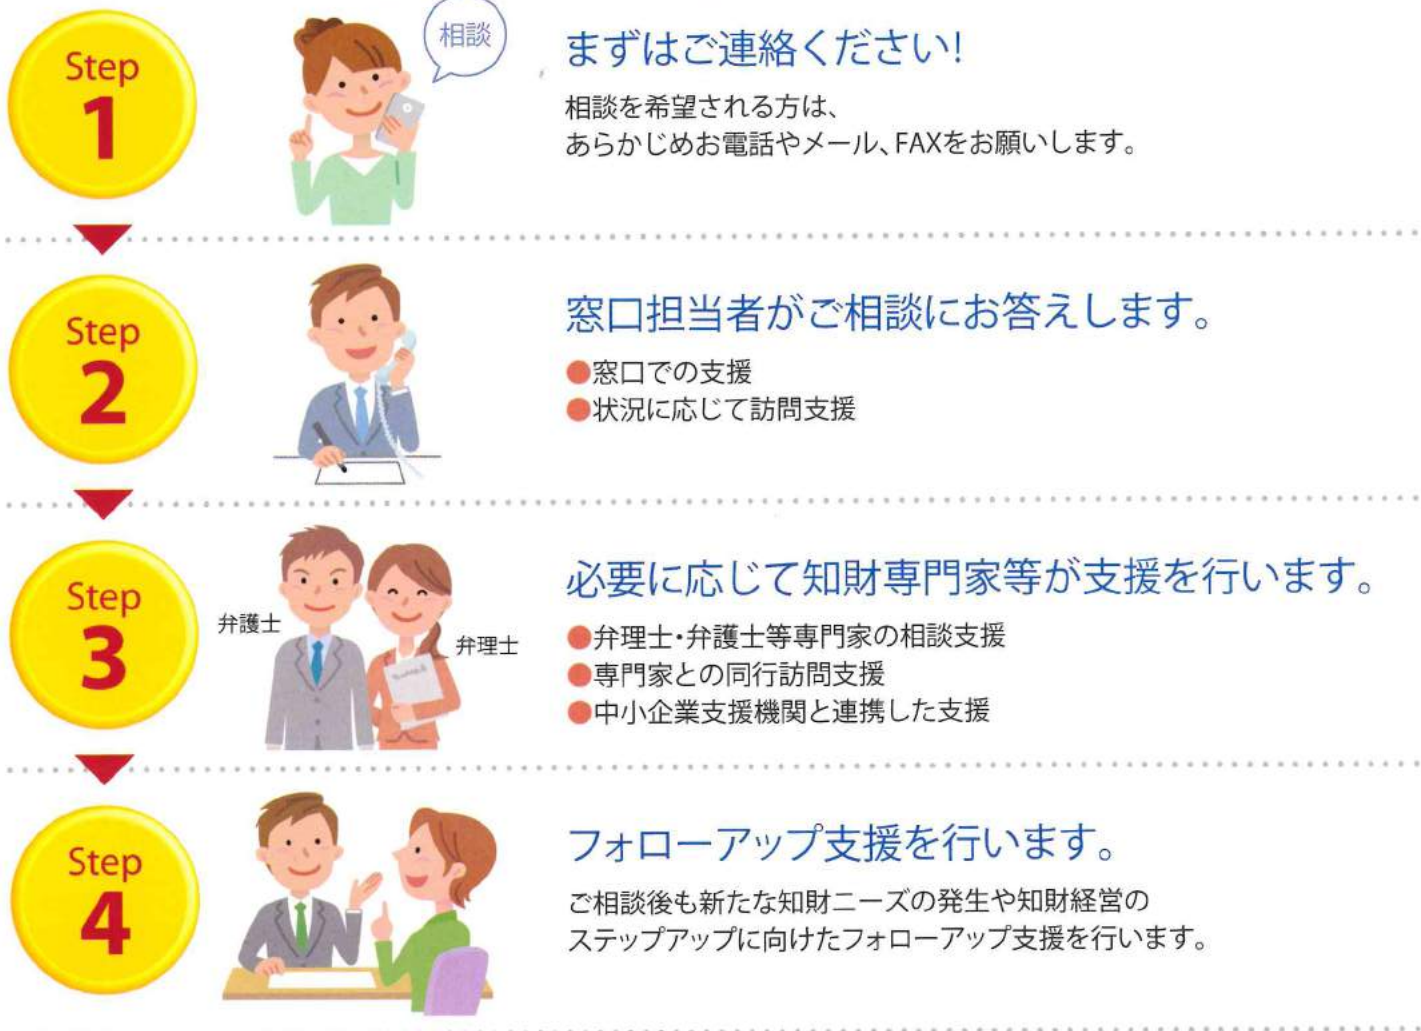 Step
1
相談
まずはご連絡ください!
相談を希望される方は、
あらかじめお電話やメール、FAXをお願いします。
Step
2
窓口担当者がご相談にお答えします。
●窓口での支援
●状況に応じて訪問支援
Step
3
弁護士
弁理士
必要に応じて知財専門家等が支援を行います。
●弁理士・弁護士等専門家の相談支援
●専門家との同行訪問支援
●中小企業支援機関と連携した支援
Step
4
フォローアップ支援を行います。
ご相談後も新たな知財ニーズの発生や知財経営の
ステップアップに向けたフォローアップ支援を行います。